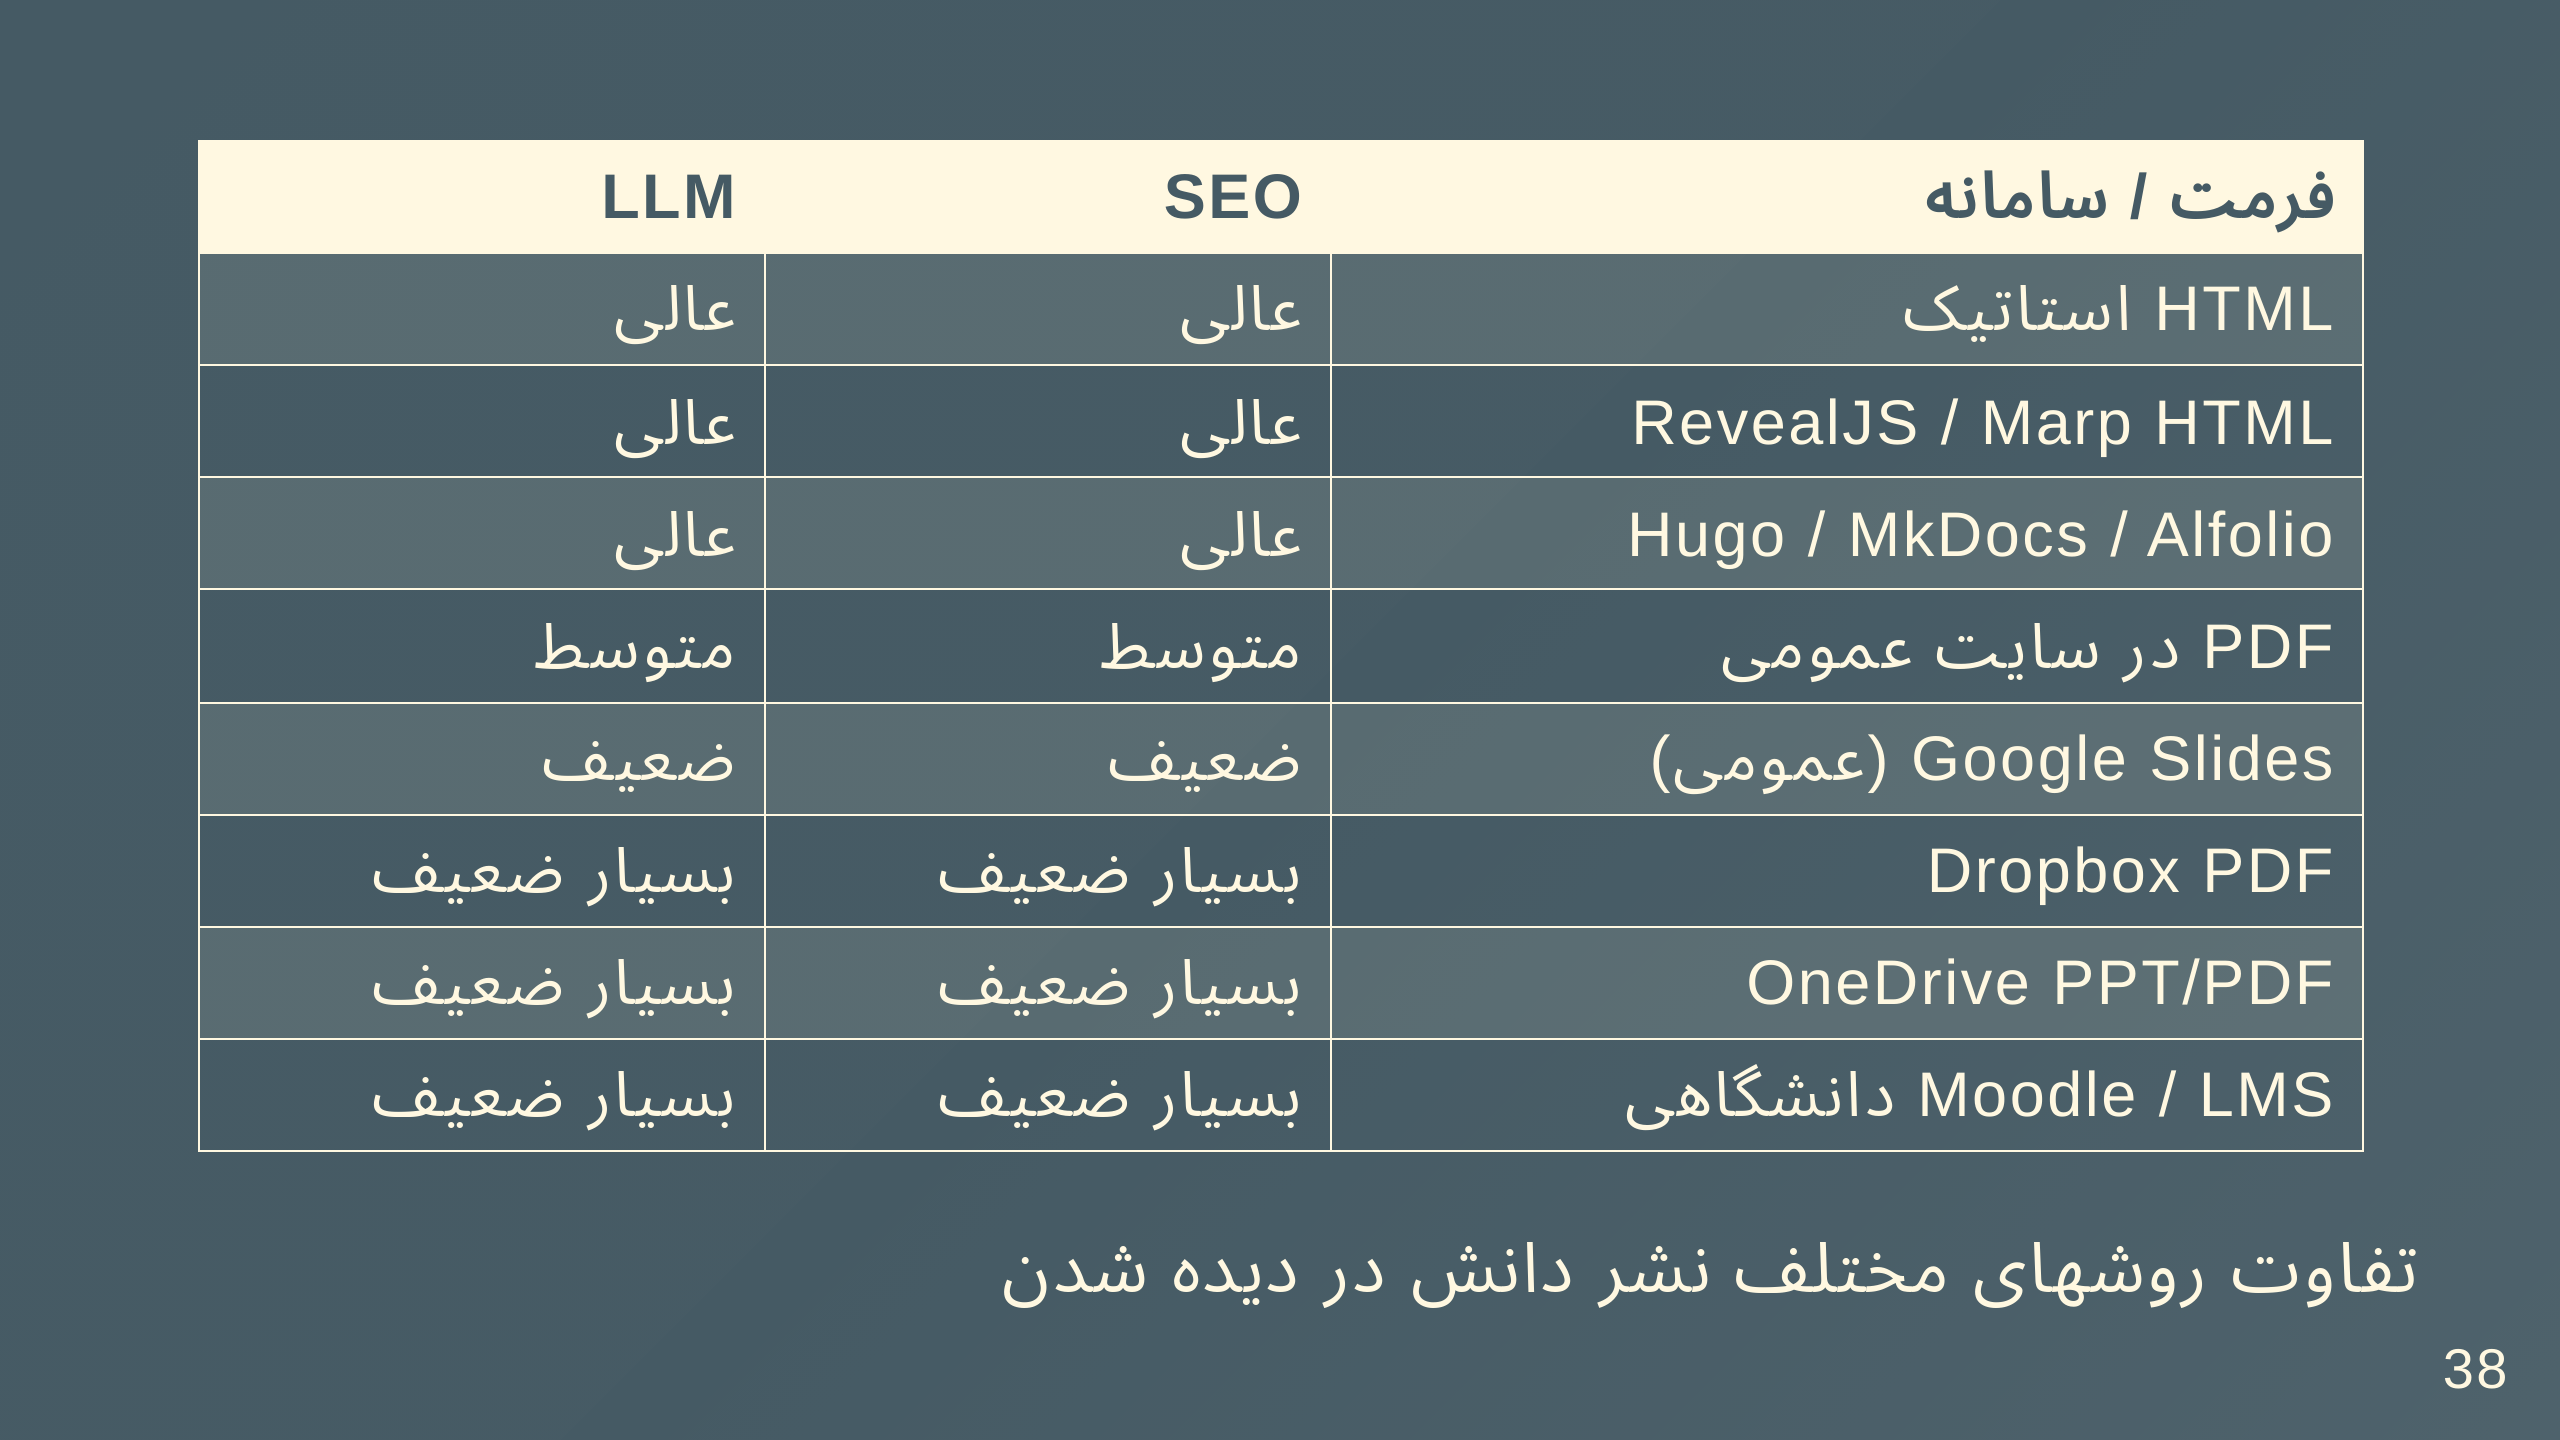 فرمت / سامانه SEO LLM
HTML استاتیک عالی عالی
RevealJS / Marp HTML عالی عالی
Hugo / MkDocs / Alfolio عالی عالی
PDF در سایت عمومی متوسط متوسط
Google Slides (عمومی) ضعیف ضعیف
Dropbox PDF بسیار ضعیف بسیار ضعیف
OneDrive PPT/PDF بسیار ضعیف بسیار ضعیف
Moodle / LMS دانشگاهی بسیار ضعیف بسیار ضعیف
تفاوت روشهای مختلف نشر دانش در دیده شدن
38